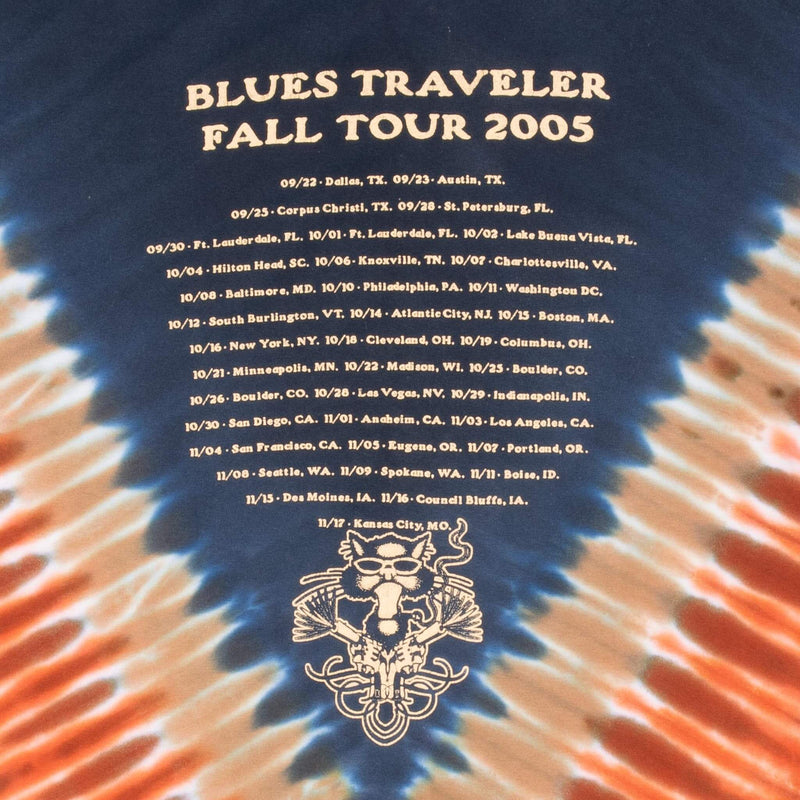 BLUES TRAVELER
FALL TOUR 2005
09/22 · Dallas, TX. 09/23 · Austin, TX.
09/25 · Corpus Christi, TX. 09/28 · St. Petersburg, FL.
09/30 · Ft. Lauderdale, FL. 10/01 · Ft. Lauderdale, FL. 10/02 · Lake Buena Vista, FL.
10/04 · Hilton Head, SC. 10/06 · Knoxville, TN. 10/07 · Charlottesville, VA.
10/08 · Baltimore, MD. 10/10 · Philadelphia, PA. 10/11 · Washington DC.
10/12 · South Burlington, VT. 10/14 · Atlantic City, NJ. 10/15 · Boston, MA.
10/16 · New York, NY. 10/18 · Cleveland, OH. 10/19 · Columbus, OH.
10/21 · Minneapolis, MN. 10/22 · Madison, WI. 10/25 · Boulder, CO.
10/26 · Boulder, CO. 10/28 · Las Vegas, NV. 10/29 · Indianapolis, IN.
10/30 · San Diego, CA. 11/01 · Anaheim, CA. 11/03 · Los Angeles, CA.
11/04 · San Francisco, CA. 11/05 · Eugene, OR. 11/07 · Portland, OR.
11/08 · Seattle, WA. 11/09 · Spokane, WA. 11/11 · Boise, ID.
11/15 · Des Moines, IA. 11/16 · Council Bluffs, IA.
11/17 · Kansas City, MO.